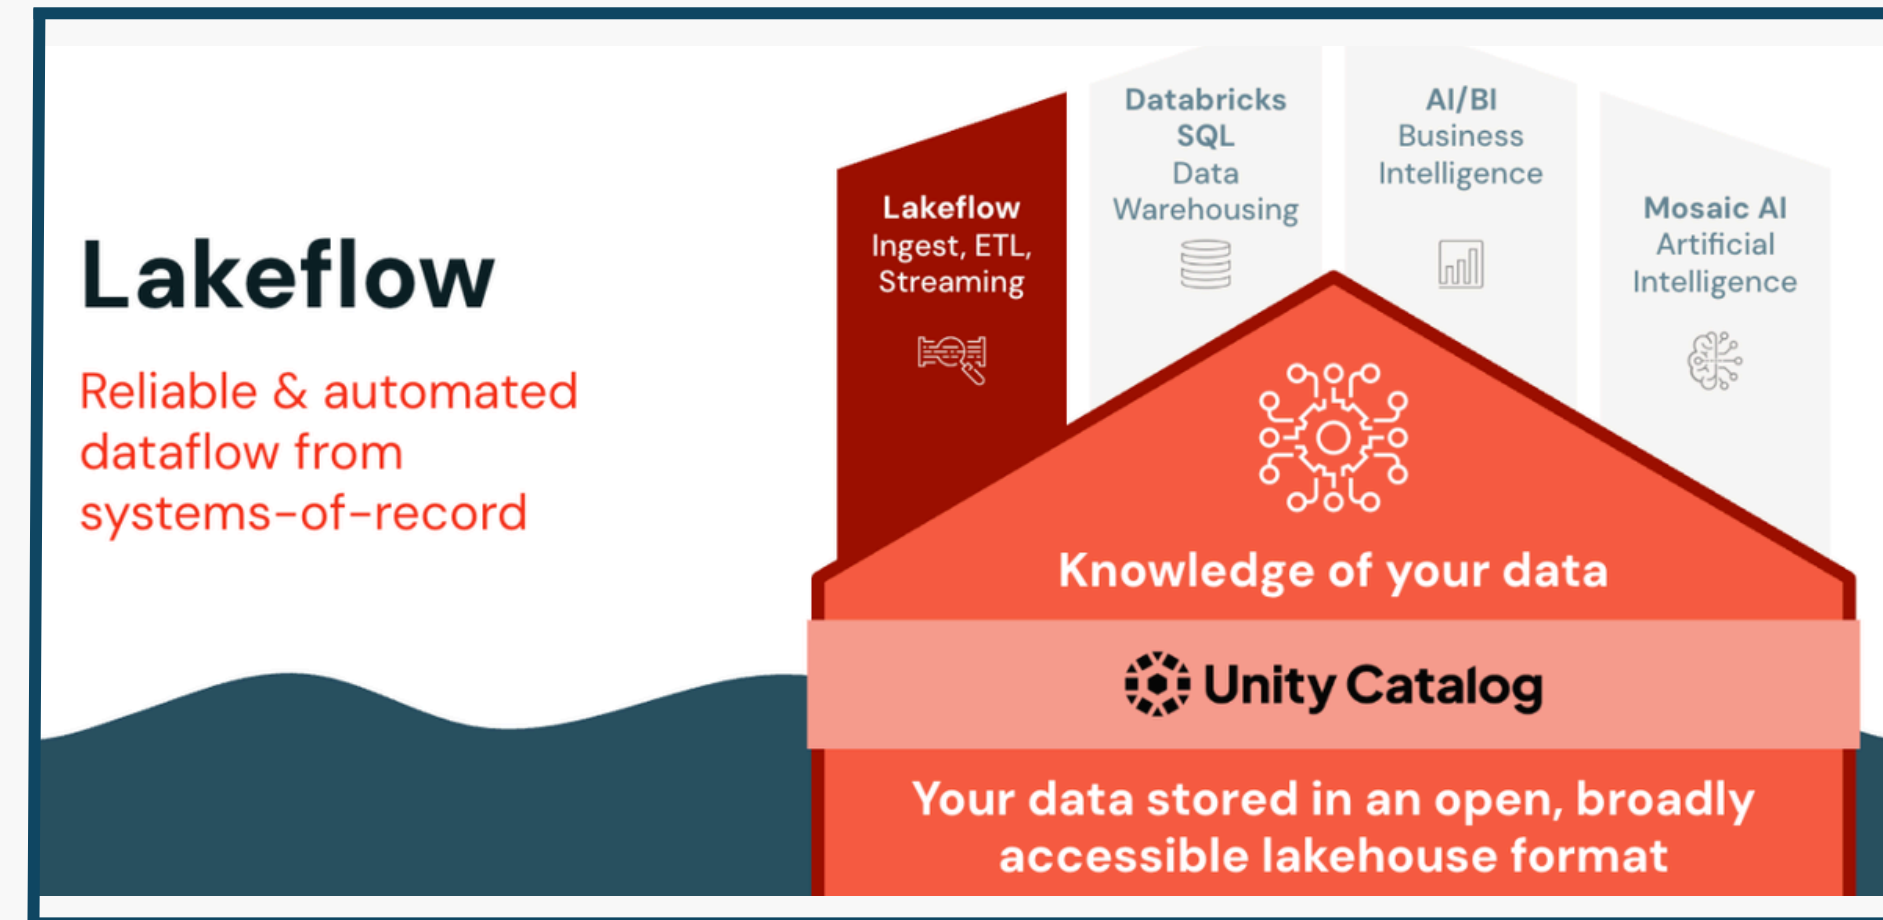 Lakeflow
Reliable & automated
dataflow from
systems-of-record
Lakeflow
Ingest, ETL,
Streaming
Databricks
SQL
Data
Warehousing
AI/BI
Business
Intelligence
Mosaic AI
Artificial
Intelligence
Knowledge of your data
Unity Catalog
Your data stored in an open, broadly
accessible lakehouse format